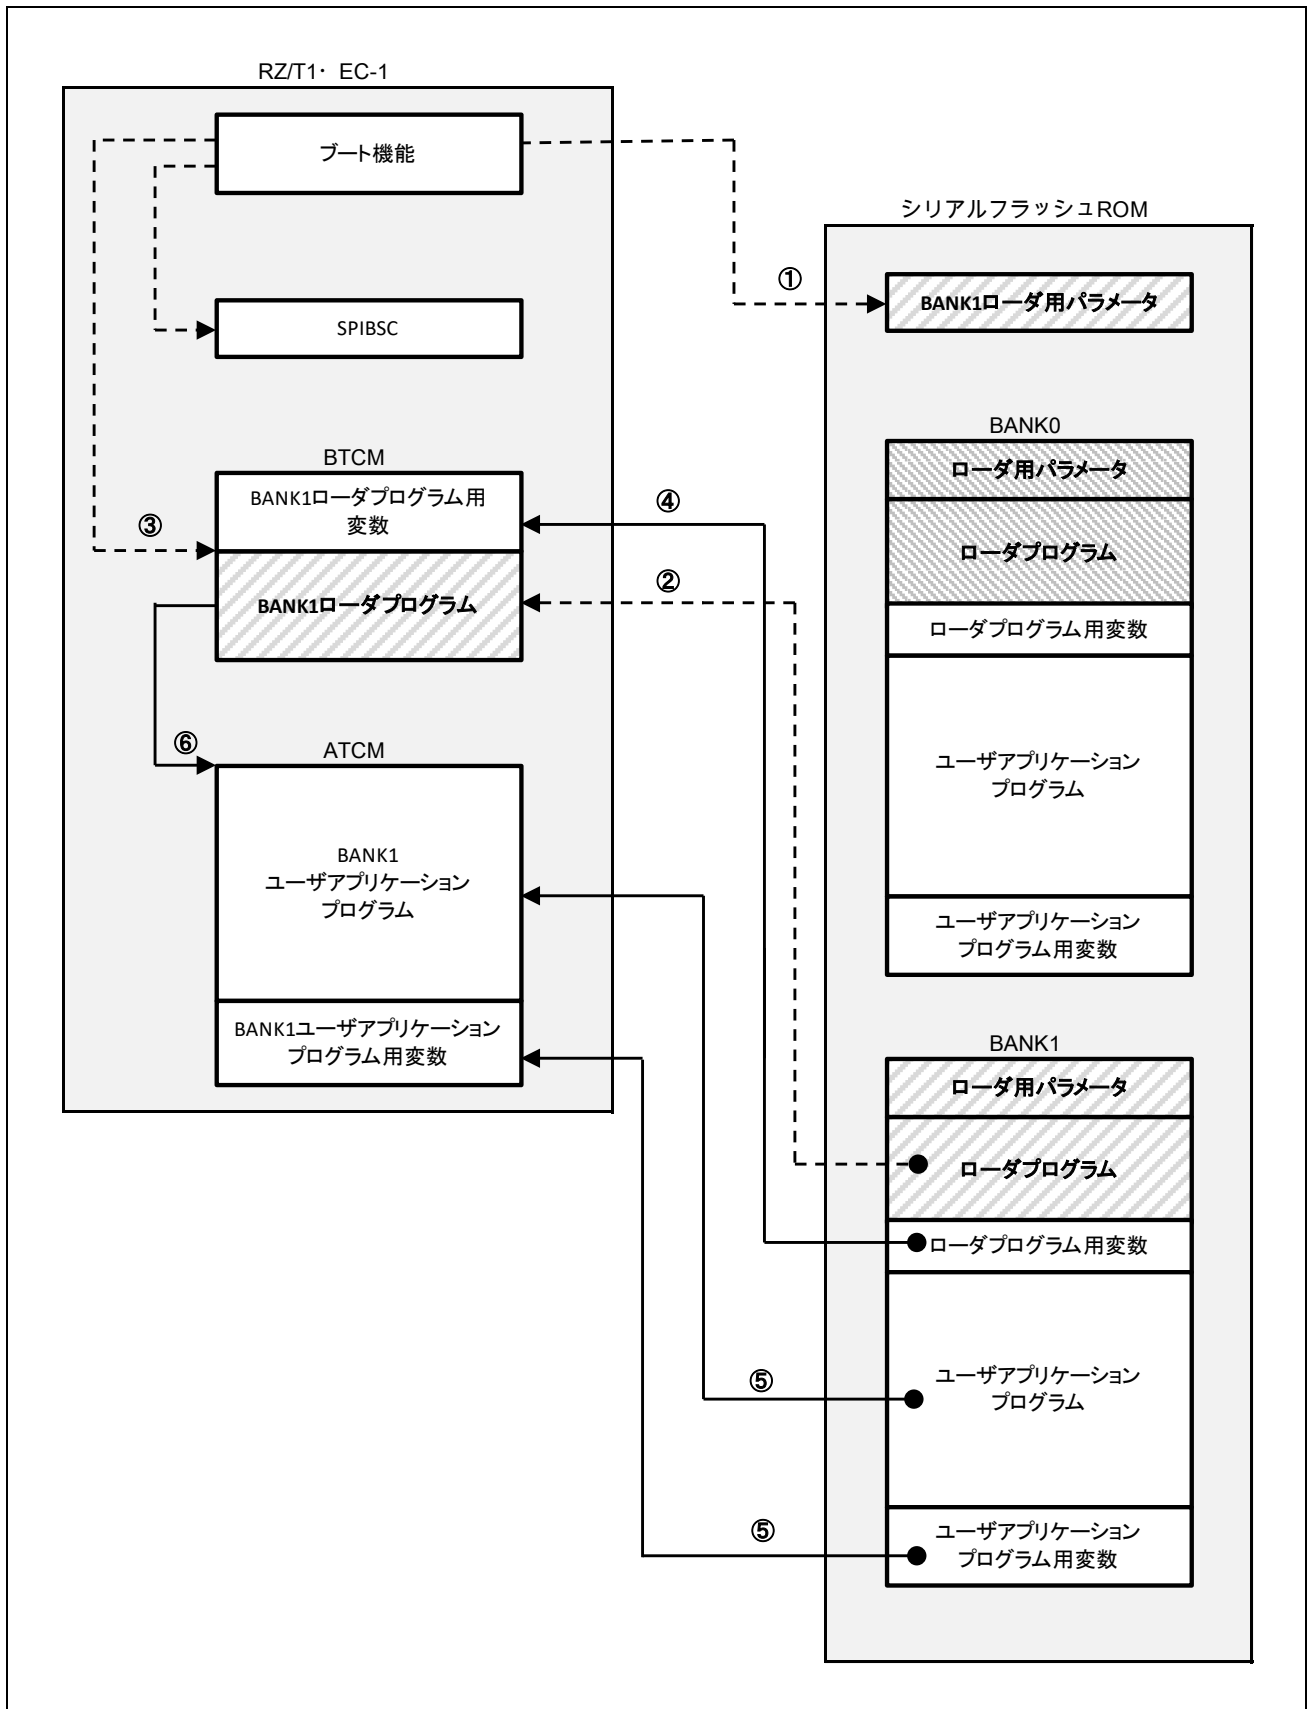 RZ/T1・ EC-1
ブート機能
SPIBSC
BTCM
BANK1ローダプログラム用
変数
BANK1ローダプログラム
ATCM
BANK1
ユーザアプリケーション
プログラム
BANK1ユーザアプリケーション
プログラム用変数
①
③
④
②
⑥
⑤
⑤
シリアルフラッシュROM
BANK1ローダ用パラメータ
BANK0
ローダ用パラメータ
ローダプログラム
ローダプログラム用変数
ユーザアプリケーション
プログラム
ユーザアプリケーション
プログラム用変数
BANK1
ローダ用パラメータ
ローダプログラム
ローダプログラム用変数
ユーザアプリケーション
プログラム
ユーザアプリケーション
プログラム用変数